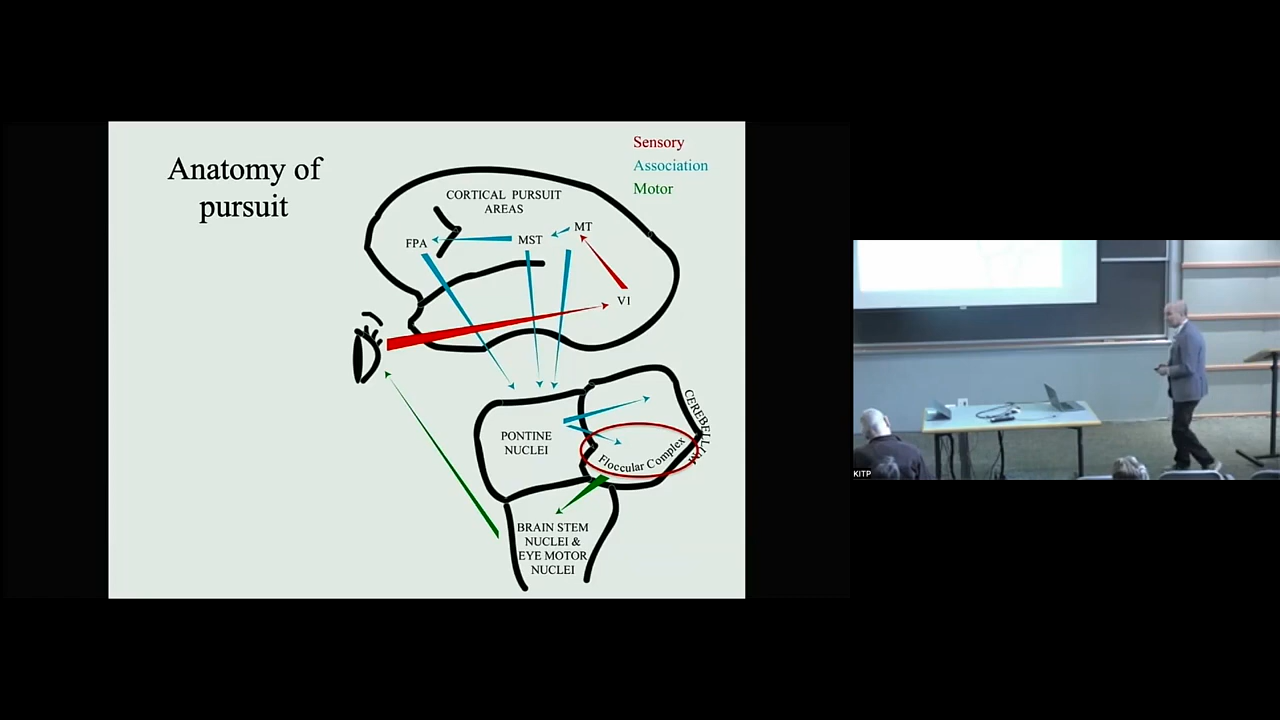 Anatomy of
pursuit
Sensory
Association
Motor
CORTICAL PURSUIT
AREAS
FPA
MST
MT
V1
PONTINE
NUCLEI
CEREBELLUM
Floccular Complex
BRAIN STEM
NUCLEI &
EYE MOTOR
NUCLEI
KITP